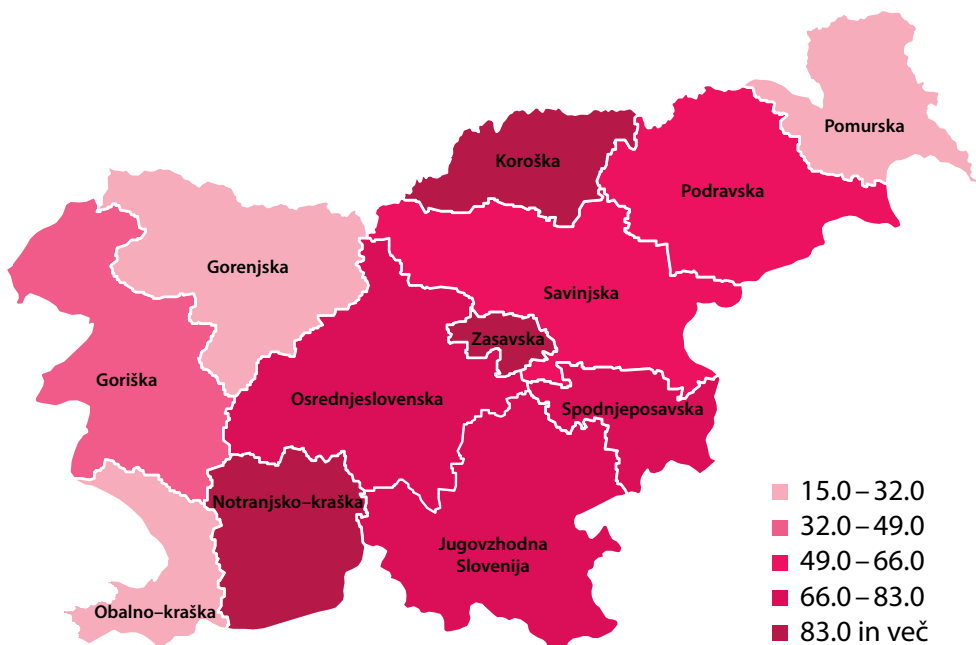 Pomurska
Koroška
Podravska
Gorenjska
Savinjska
Zasavska
Goriška
Osrednjeslovenska
Spodnjeposavska
Notranjsko–kraška
Jugovzhodna
Slovenija
Obalno–kraška
15.0–32.0
32.0–49.0
49.0–66.0
66.0–83.0
83.0 in več